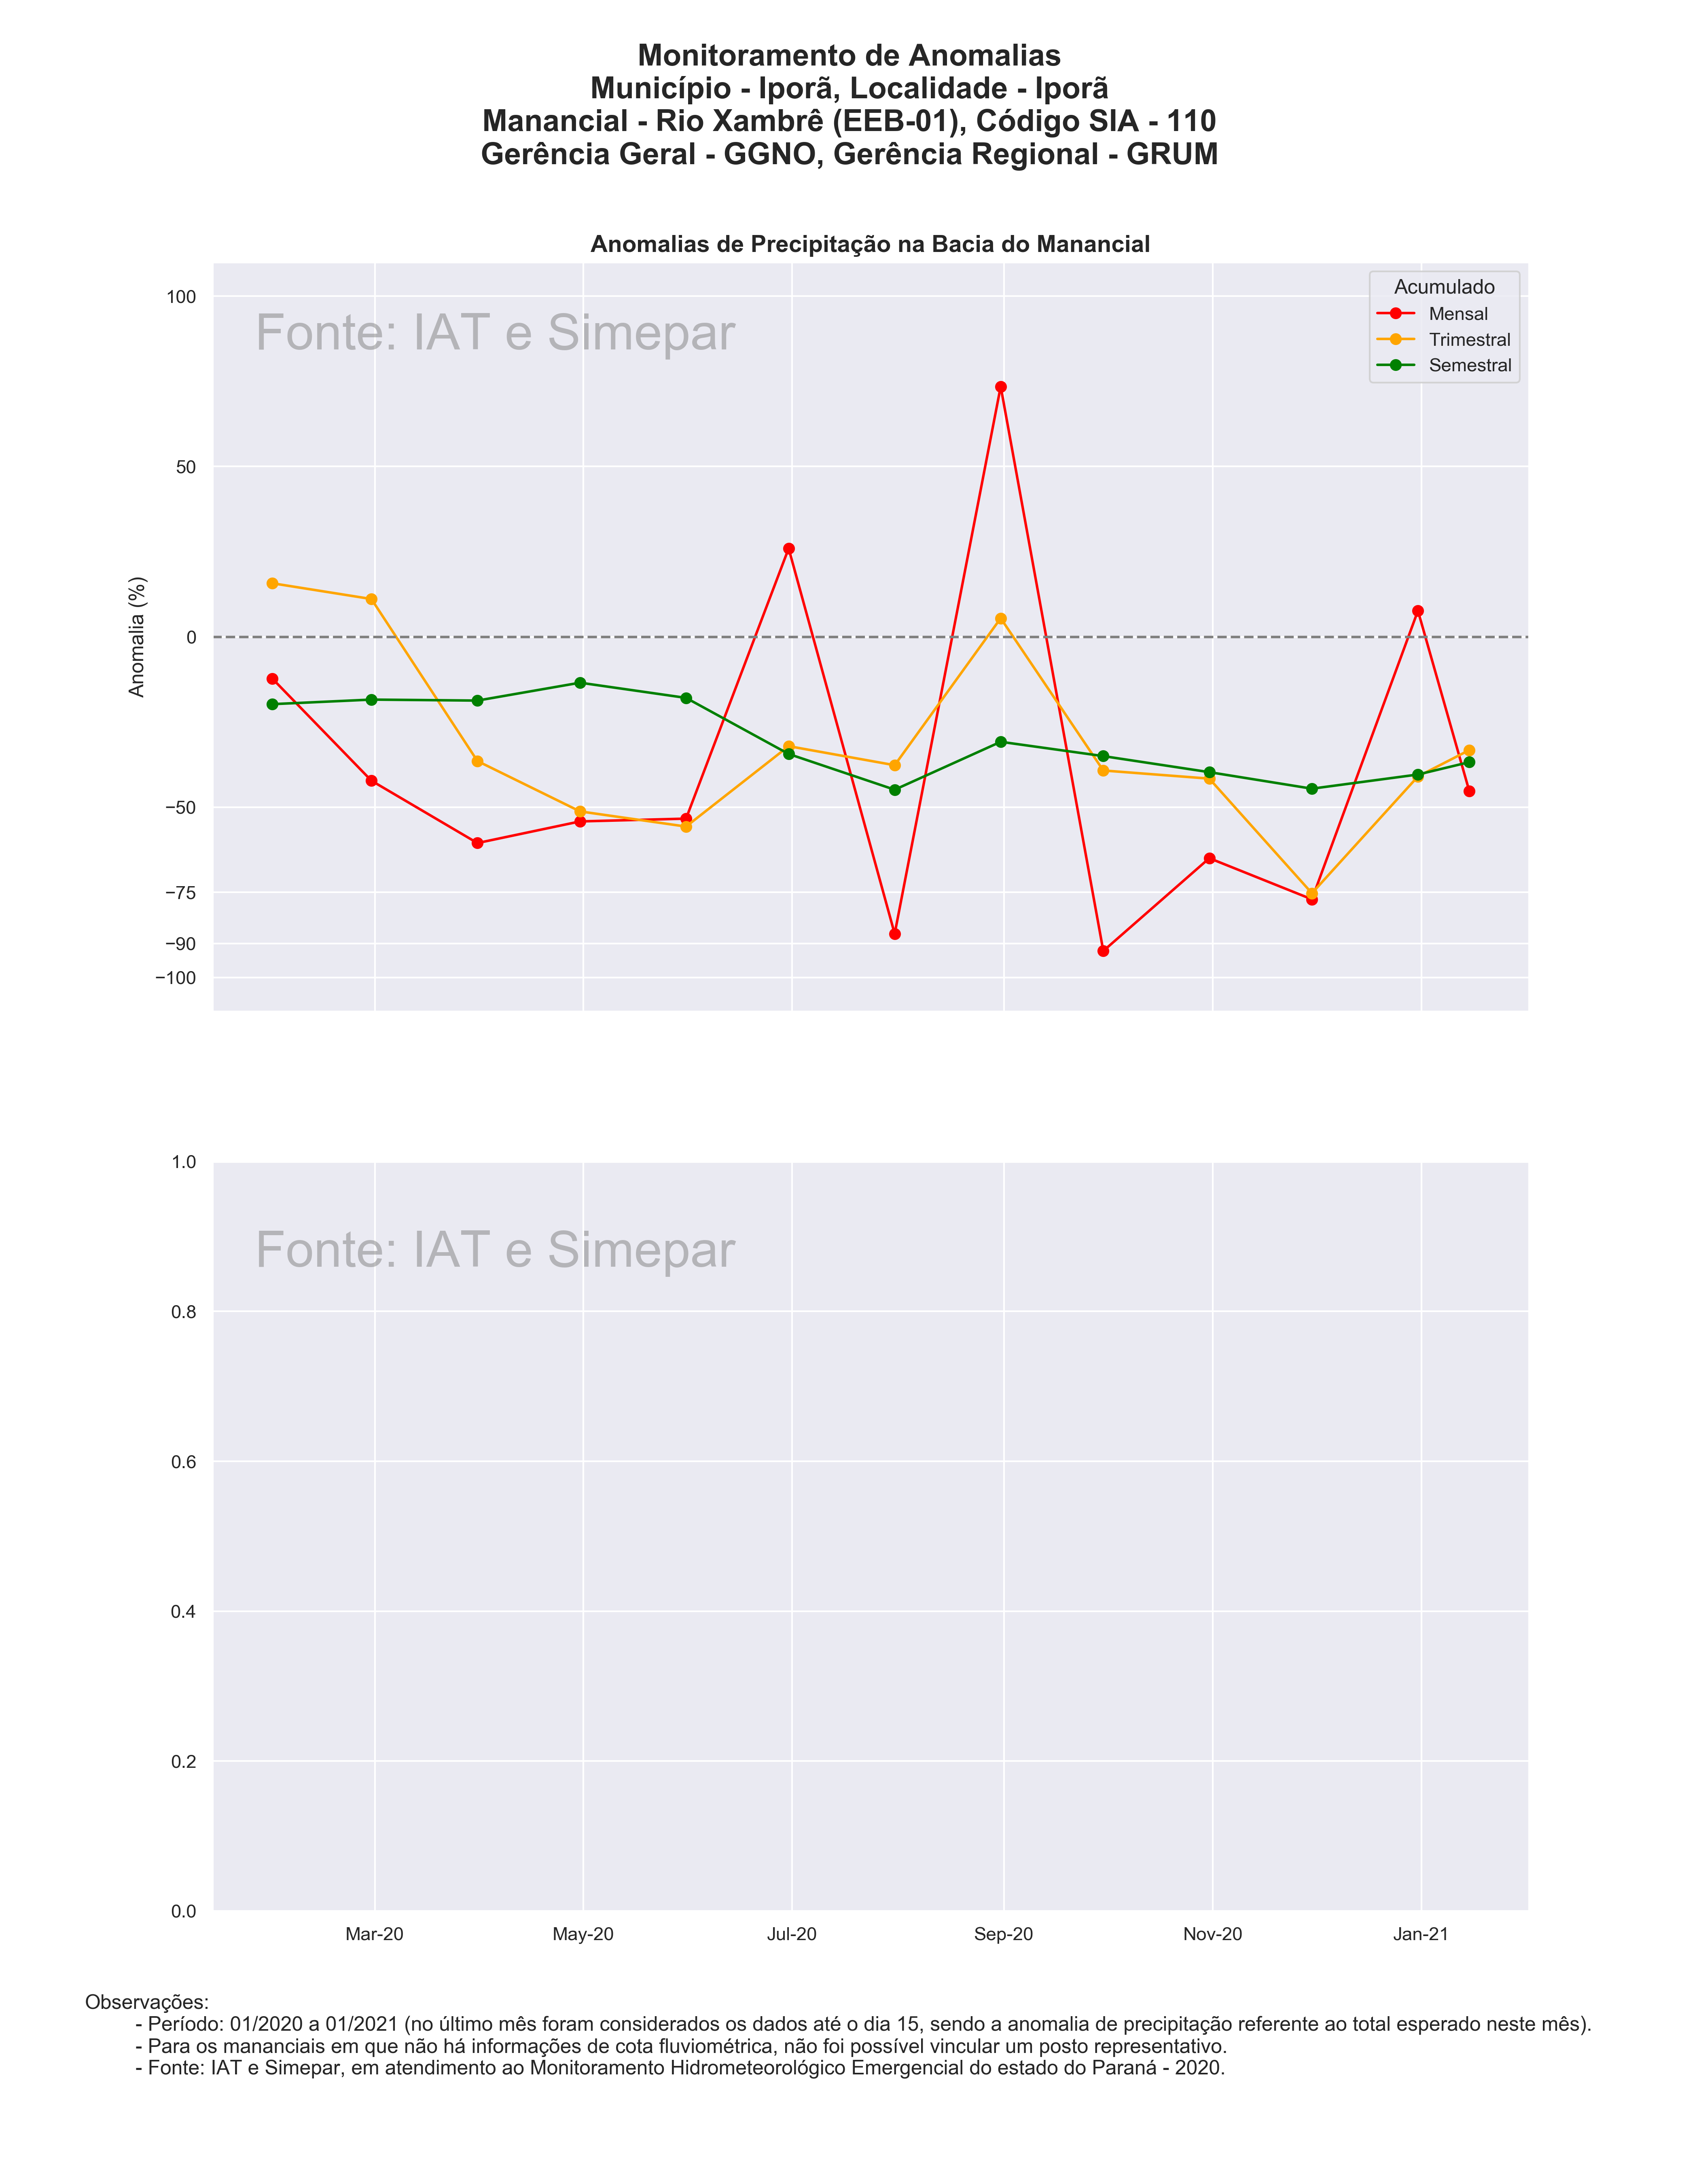 Monitoramento de Anomalias
Município - Iporã, Localidade - Iporã
Manancial - Rio Xambrê (EEB-01), Código SIA - 110
Gerência Geral - GGNO, Gerência Regional - GRUM
Anomalias de Precipitação na Bacia do Manancial
Fonte: IAT e Simepar
Acumulado
Mensal
Trimestral
Semestral
Anomalia (%)
100
50
0
−50
−75
−90
−100
Fonte: IAT e Simepar
1.0
0.8
0.6
0.4
0.2
0.0
Mar-20 May-20 Jul-20 Sep-20 Nov-20 Jan-21
Observações:
- Período: 01/2020 a 01/2021 (no último mês foram considerados os dados até o dia 15, sendo a anomalia de precipitação referente ao total esperado neste mês).
- Para os mananciais em que não há informações de cota fluviométrica, não foi possível vincular um posto representativo.
- Fonte: IAT e Simepar, em atendimento ao Monitoramento Hidrometeorológico Emergencial do estado do Paraná - 2020.